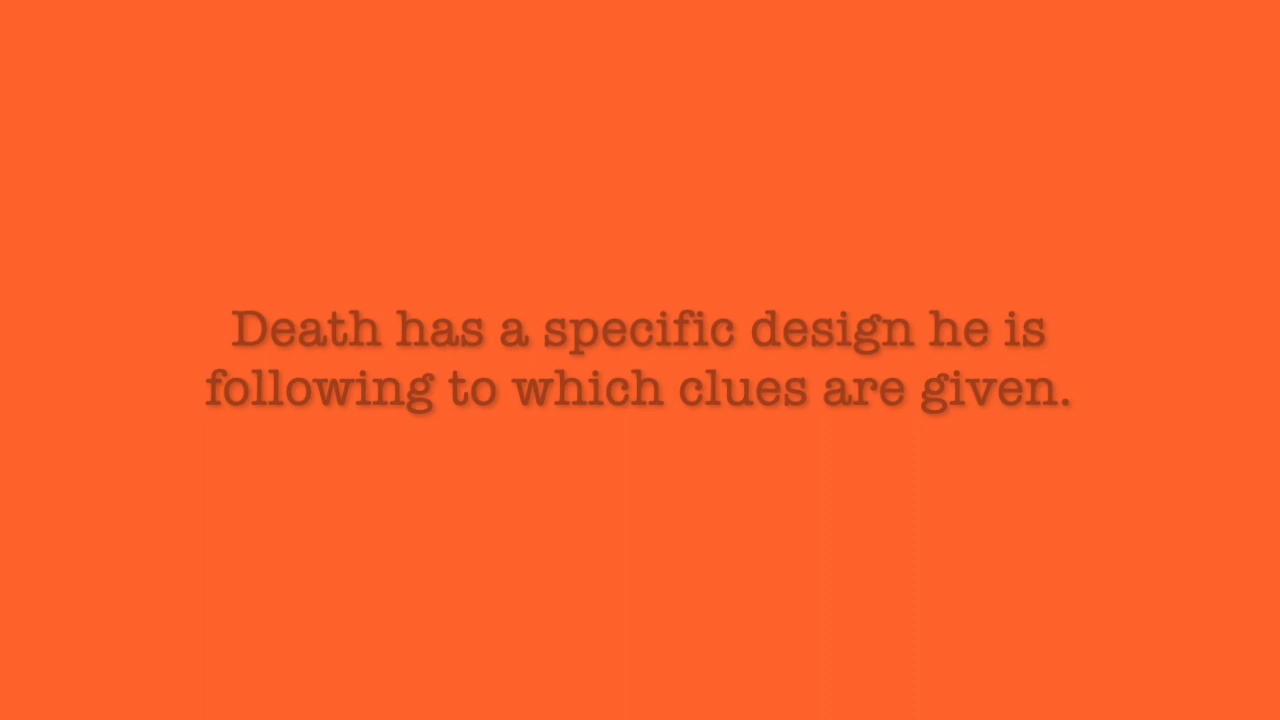 Death has a specific design he is
following to which clues are given.